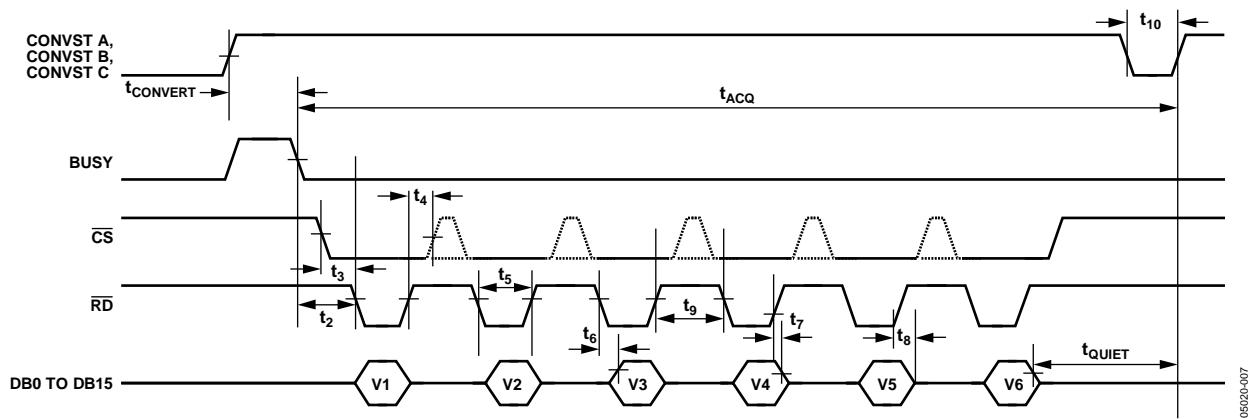 CONVST A,
CONVST B,
CONVST C
t10
tCONVERT
tACQ
BUSY
t4
CS
t3
t5
RD
t2
t6
t9
t7
t8
tQUIET
DB0 TO DB15
V1
V2
V3
V4
V5
V6
05020-007